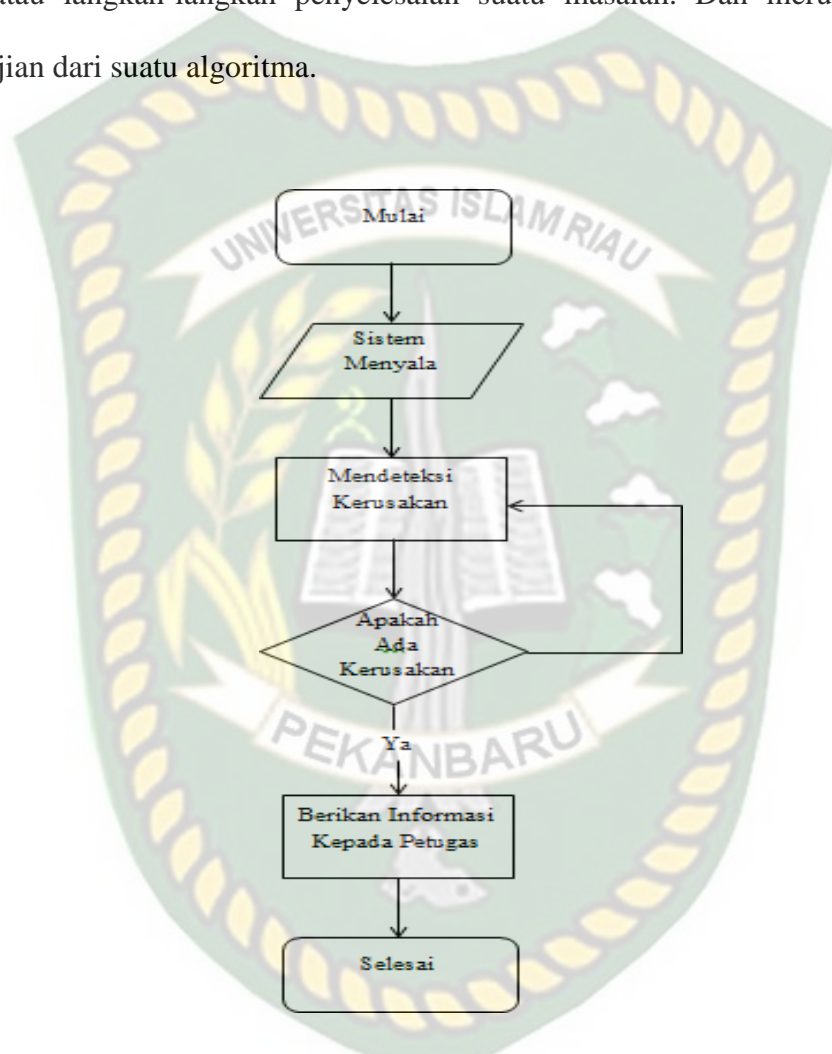 atau langkah-langkah penyelesaian suatu masalah. Dan
jian dari suatu algoritma.
UNIVERSITAS ISLAM RIAU
Mulai
Sistem
Menyala
Mendeteksi
Kerusakan
Apakah
Ada
Kerusakan
PEKANBARU
Ya
Berikan Informasi
Kepada Petugas
Selesai